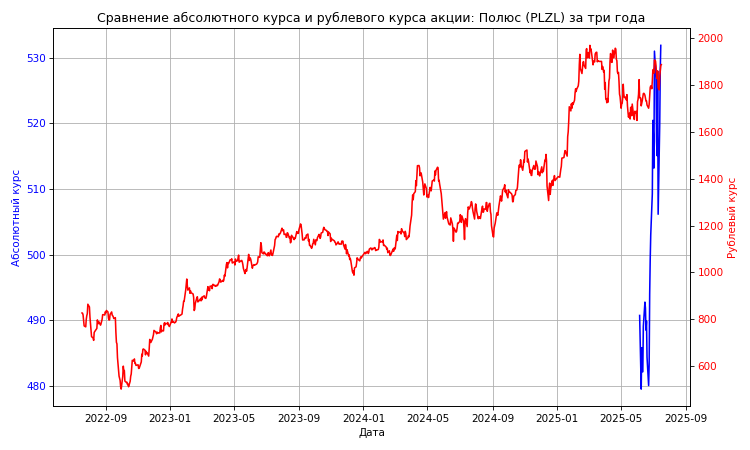 Сравнение абсолютного курса и рублевого курса акции: Полюс (PLZL) за три года
Абсолютный курс
530
520
510
500
490
480
2000
1800
1600
1400
1200
1000
800
600
Рублевый курс
2022-09 2023-01 2023-05 2023-09 2024-01 2024-05 2024-09 2025-01 2025-05 2025-09
Дата